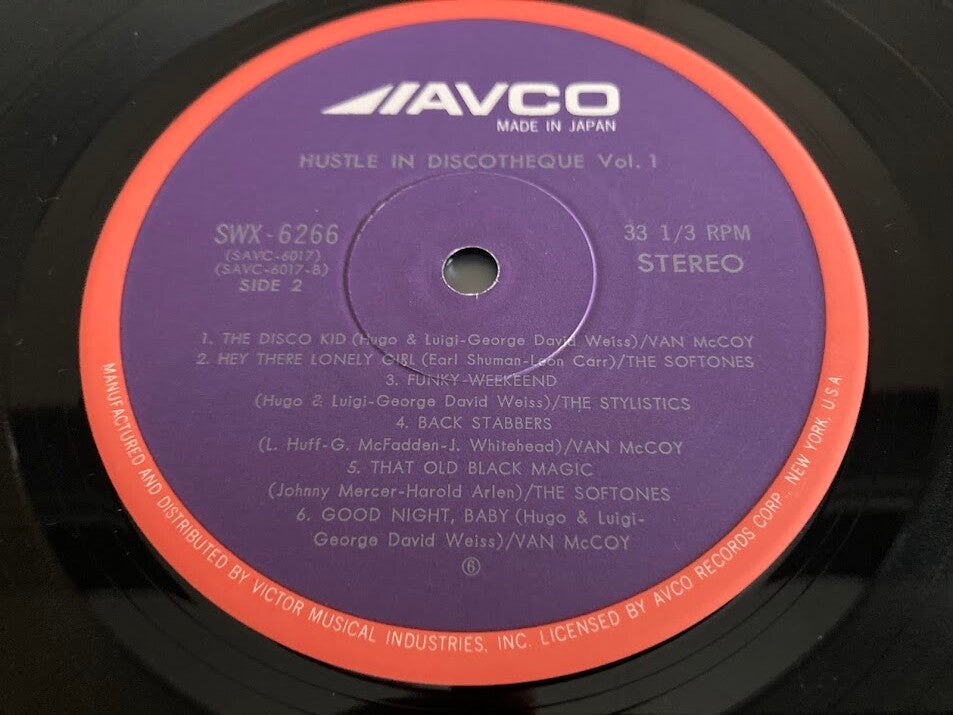 AVCO
MADE IN JAPAN
HUSTLE IN DISCOTHEQUE Vol. 1
SWX-6266
(SAVC-6017)
(SAVC-6017-B)
SIDE 2
33 1/3 RPM
STEREO
1. THE DISCO KID (Hugo & Luigi-George David Weiss)/VAN McCOY
2. HEY THERE LONELY GIRL (Earl Shuman-Leon Carr)/THE SOFTONES
3. FUNKY-WEEKEEND
(Hugo & Luigi-George David Weiss)/THE STYLISTICS
4. BACK STABBERS
(L. Huff-G. McFadden-J. Whitehead)/VAN McCOY
5. THAT OLD BLACK MAGIC
(Johnny Mercer-Harold Arlen)/THE SOFTONES
6. GOOD NIGHT, BABY (Hugo & Luigi-
George David Weiss)/VAN McCOY
⑥
MANUFACTURED AND DISTRIBUTED BY VICTOR MUSICAL INDUSTRIES, INC. LICENSED BY AVCO RECORDS CORP., NEW YORK, U.S.A.